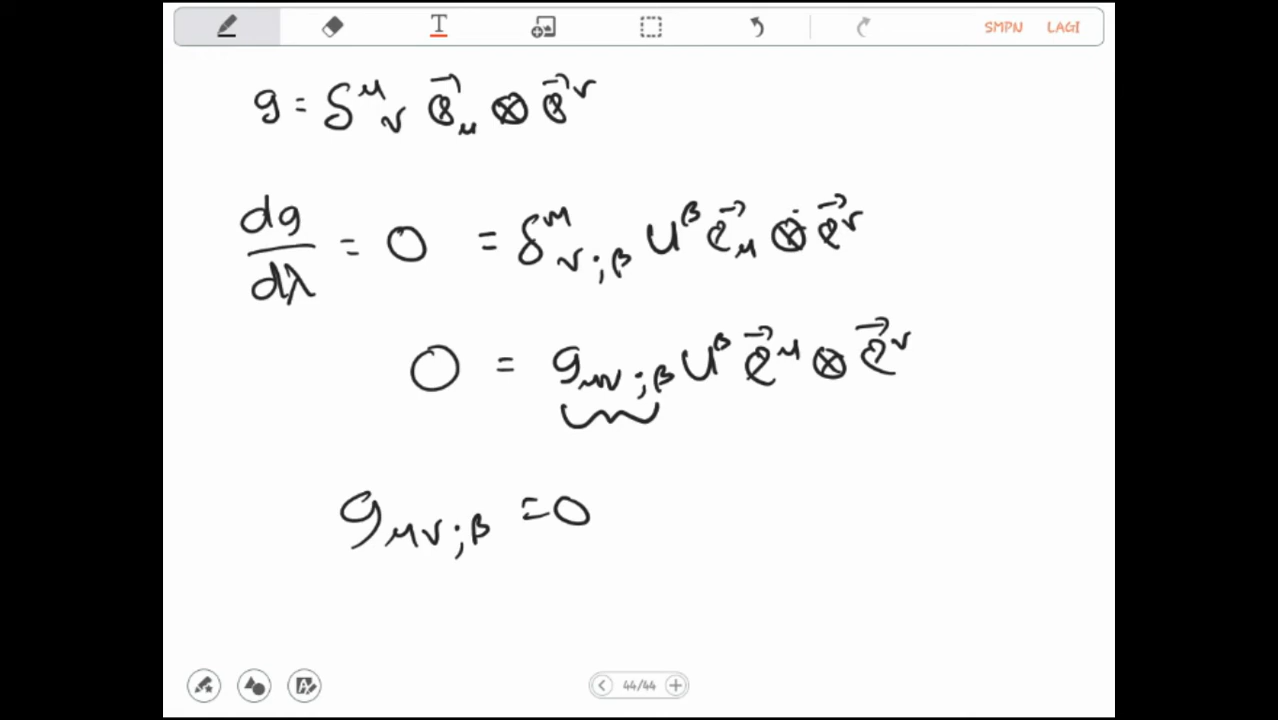 T SMPN LAGI
g = δ^μ_ν e⃗_μ ⊗ e⃗^ν
dg/dλ = 0 = δ^μ_ν;β U^β e⃗_μ ⊗ e⃗^ν
0 = g_μν;β U^β e⃗^μ ⊗ e⃗^ν
g_μν;β = 0
A
44/44